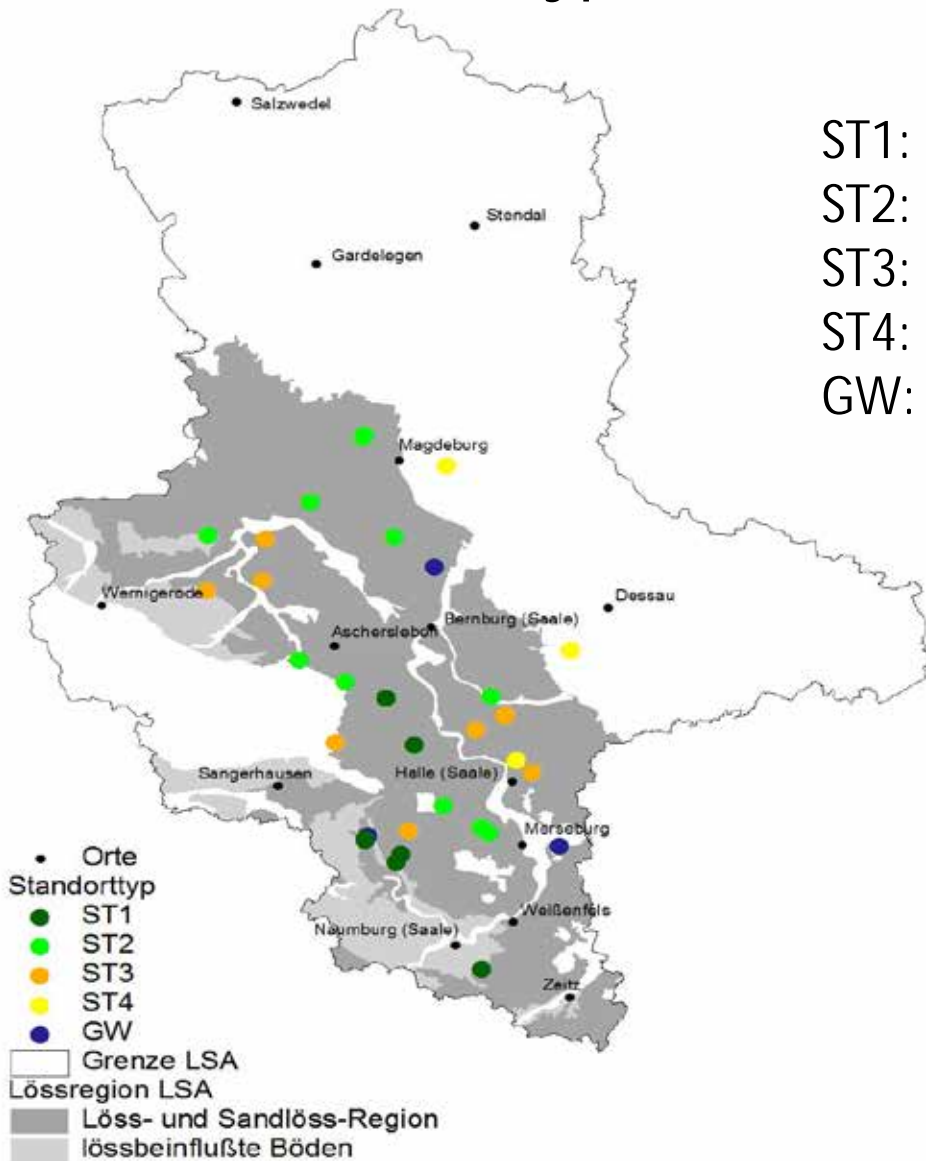 Salzwedel
Stendal
Gardelegen
ST1:
ST2:
ST3:
ST4:
GW:
Magdeburg
Wernigerode
Dessau
Bernburg (Saale)
Aschersleben
Sangerhausen
Halle (Saale)
Merseburg
Weißenfels
Naumburg (Saale)
Zeitz
Orte
Standorttyp
ST1
ST2
ST3
ST4
GW
Grenze LSA
Lössregion LSA
Löss- und Sandlöss-Region
lössbeinflußte Böden